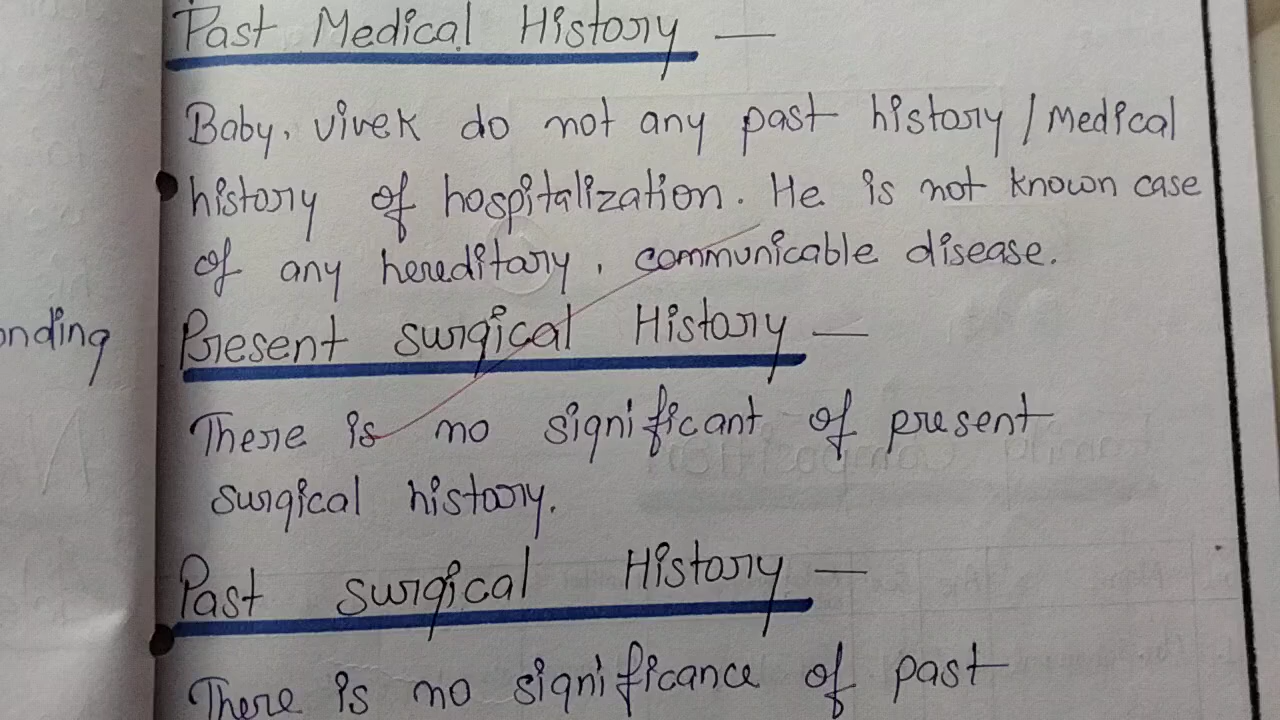 Past Medical History —
Baby. vivek do not any past history / Medical
history of hospitalization. He is not known case
of any hereditary, communicable disease.
onding
Present surgical History —
There is no significant of present
surgical history.
Past surgical History —
There is no significance of past